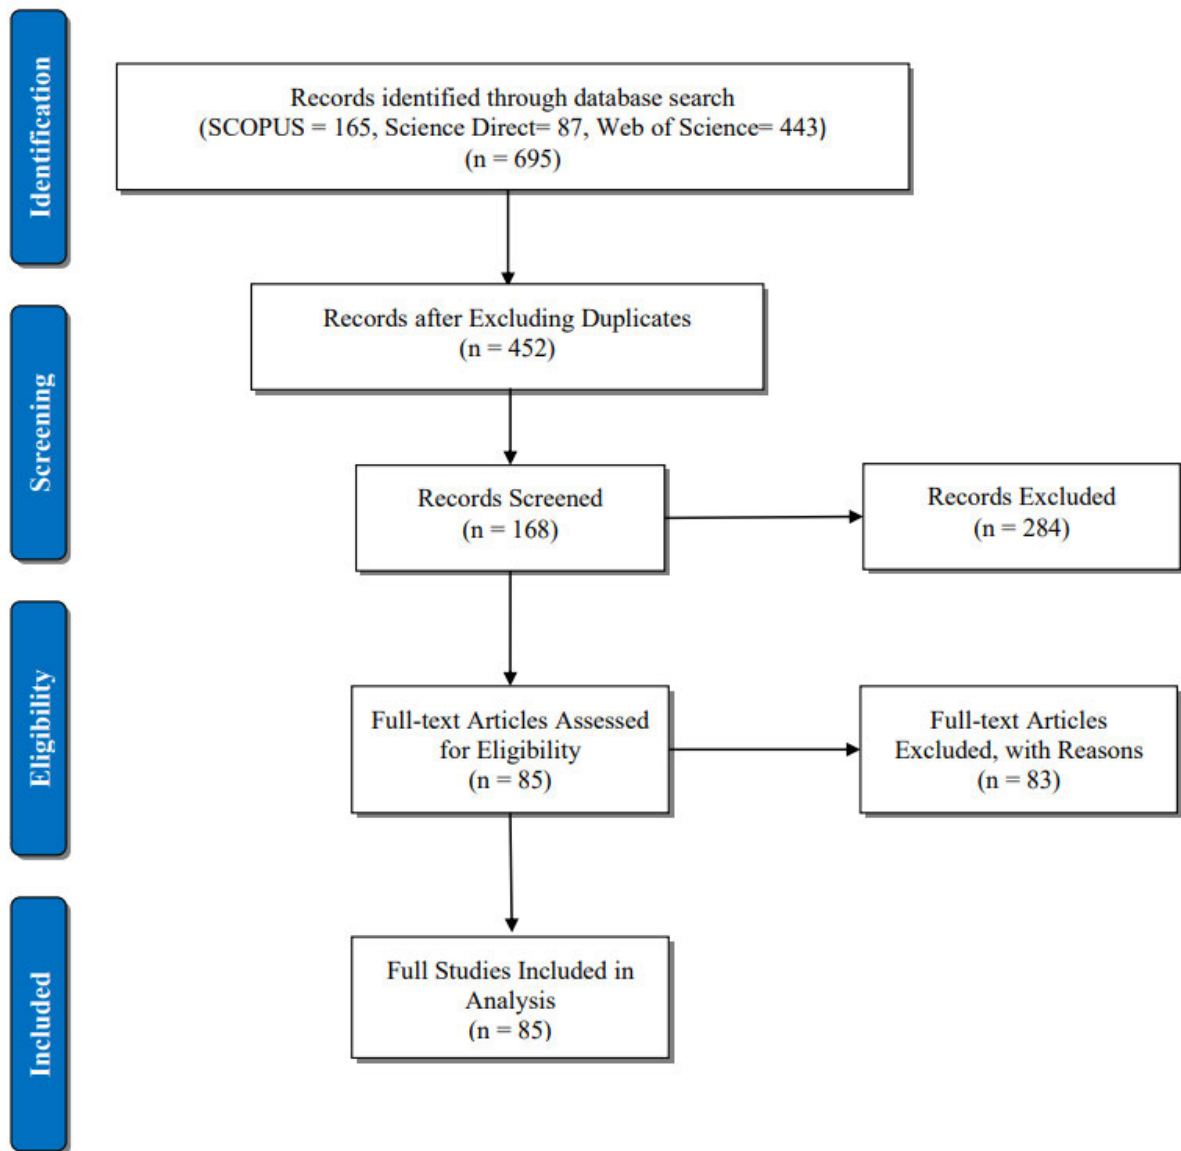 Identification
Records identified through database search
(SCOPUS = 165, Science Direct= 87, Web of Science= 443)
(n = 695)
Screening
Records after Excluding Duplicates
(n = 452)
Records Screened
(n = 168)
Records Excluded
(n = 284)
Eligibility
Full-text Articles Assessed
for Eligibility
(n = 85)
Full-text Articles
Excluded, with Reasons
(n = 83)
Included
Full Studies Included in
Analysis
(n = 85)